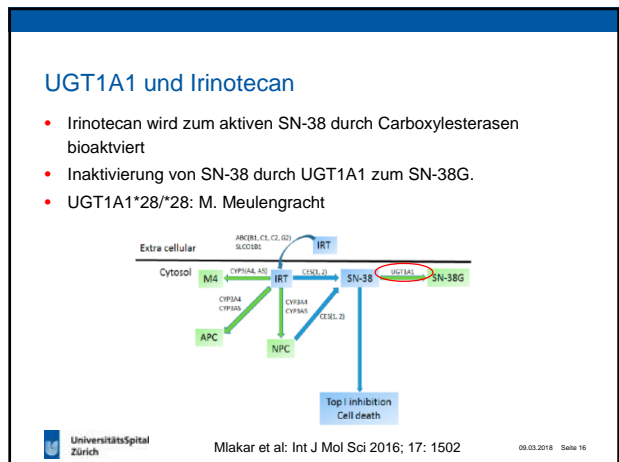 UGT1A1 und Irinotecan
• Irinotecan wird zum aktiven SN-38 durch Carboxylesterasen
bioaktviert
• Inaktivierung von SN-38 durch UGT1A1 zum SN-38G.
• UGT1A1*28/*28: M. Meulengracht
ABC(B1, C1, C2, G2)
SLCO1B1
IRT
Extra cellular
Cytosol
M4
CYP3(A4, A5)
IRT
CES(1, 2)
SN-38
UGT1A1
SN-38G
CYP3A4
CYP3A5
CYP3A4
CYP3A5
CES(1, 2)
APC
NPC
Top I inhibition
Cell death
UniversitätsSpital
Zürich
Mlakar et al: Int J Mol Sci 2016; 17: 1502
09.03.2018 Seite 16